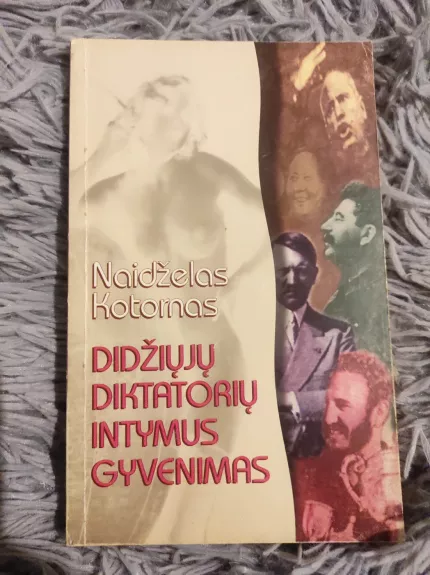 Naidželas
Kotornas
DIDŽIŲJŲ
DIKTATORIŲ
INTYMUS
GYVENIMAS